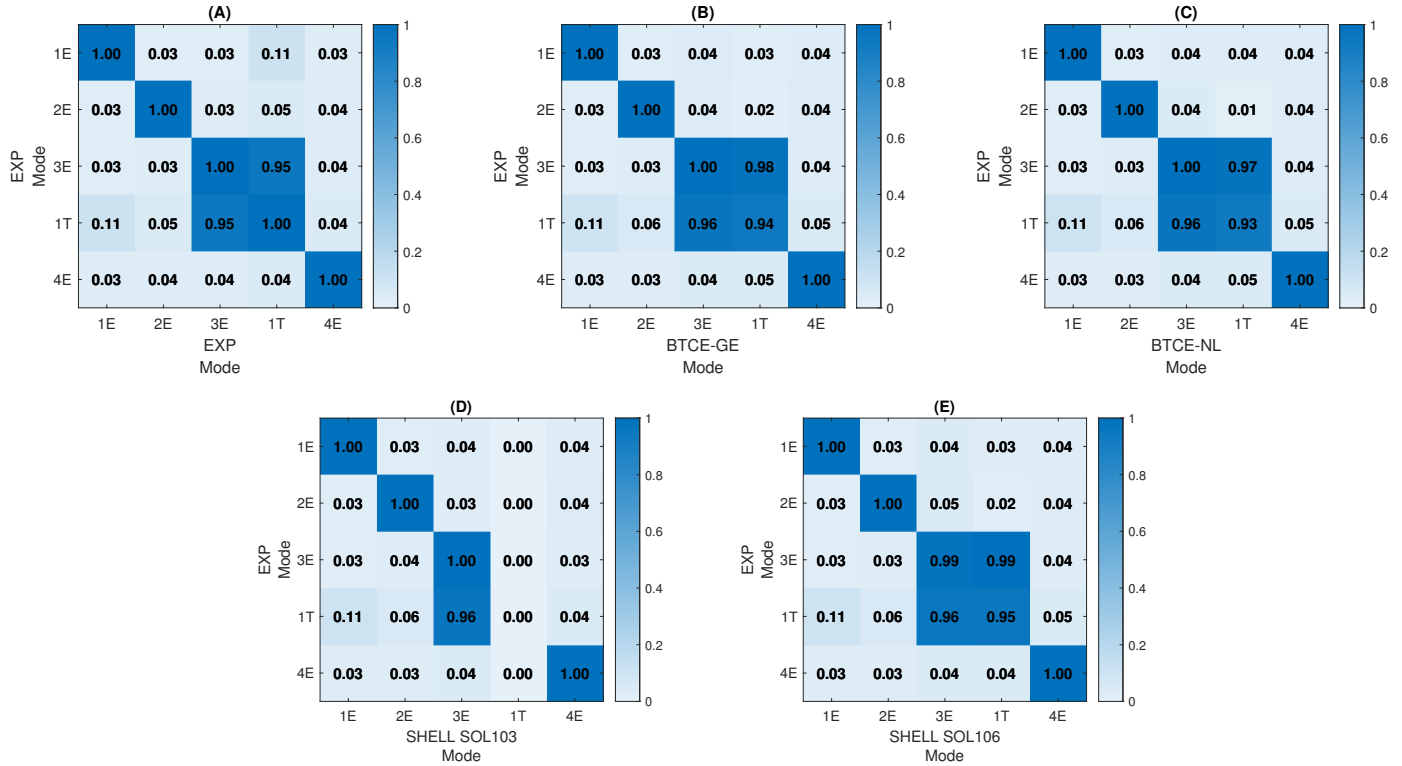 (A)
1E 1.00 0.03 0.03 0.11 0.03
2E 0.03 1.00 0.03 0.05 0.04
3E 0.03 0.03 1.00 0.95 0.04
1T 0.11 0.05 0.95 1.00 0.04
4E 0.03 0.04 0.04 0.04 1.00
1E 2E 3E 1T 4E
EXP
Mode
EXP
Mode
1
0.8
0.6
0.4
0.2
0
(B)
1E 1.00 0.03 0.04 0.03 0.04
2E 0.03 1.00 0.04 0.02 0.04
3E 0.03 0.03 1.00 0.98 0.04
1T 0.11 0.06 0.96 0.94 0.05
4E 0.03 0.03 0.04 0.05 1.00
1E 2E 3E 1T 4E
BTCE-GE
Mode
EXP
Mode
1
0.8
0.6
0.4
0.2
0
(C)
1E 1.00 0.03 0.04 0.04 0.04
2E 0.03 1.00 0.04 0.01 0.04
3E 0.03 0.03 1.00 0.97 0.04
1T 0.11 0.06 0.96 0.93 0.05
4E 0.03 0.03 0.04 0.05 1.00
1E 2E 3E 1T 4E
BTCE-NL
Mode
EXP
Mode
1
0.8
0.6
0.4
0.2
0
(D)
1E 1.00 0.03 0.04 0.00 0.04
2E 0.03 1.00 0.03 0.00 0.04
3E 0.03 0.04 1.00 0.00 0.03
1T 0.11 0.06 0.96 0.00 0.04
4E 0.03 0.03 0.04 0.00 1.00
1E 2E 3E 1T 4E
SHELL SOL103
Mode
EXP
Mode
1
0.8
0.6
0.4
0.2
0
(E)
1E 1.00 0.03 0.04 0.03 0.04
2E 0.03 1.00 0.05 0.02 0.04
3E 0.03 0.03 0.99 0.99 0.04
1T 0.11 0.06 0.96 0.95 0.05
4E 0.03 0.03 0.04 0.04 1.00
1E 2E 3E 1T 4E
SHELL SOL106
Mode
EXP
Mode
1
0.8
0.6
0.4
0.2
0